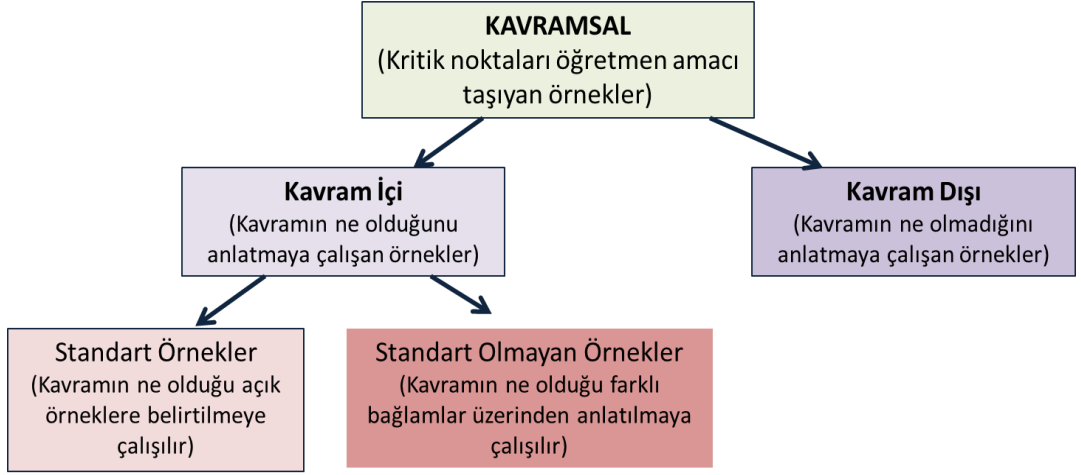 KAVRAMSAL
(Kritik noktaları öğretmen amacı
taşıyan örnekler)
Kavram İçi
(Kavramın ne olduğunu
anlatmaya çalışan örnekler)
Kavram Dışı
(Kavramın ne olmadığını
anlatmaya çalışan örnekler)
Standart Örnekler
(Kavramın ne olduğu açık
örneklere belirtilmeye
çalışılır)
Standart Olmayan Örnekler
(Kavramın ne olduğu farklı
bağlamlar üzerinden anlatılmaya
çalışılır)